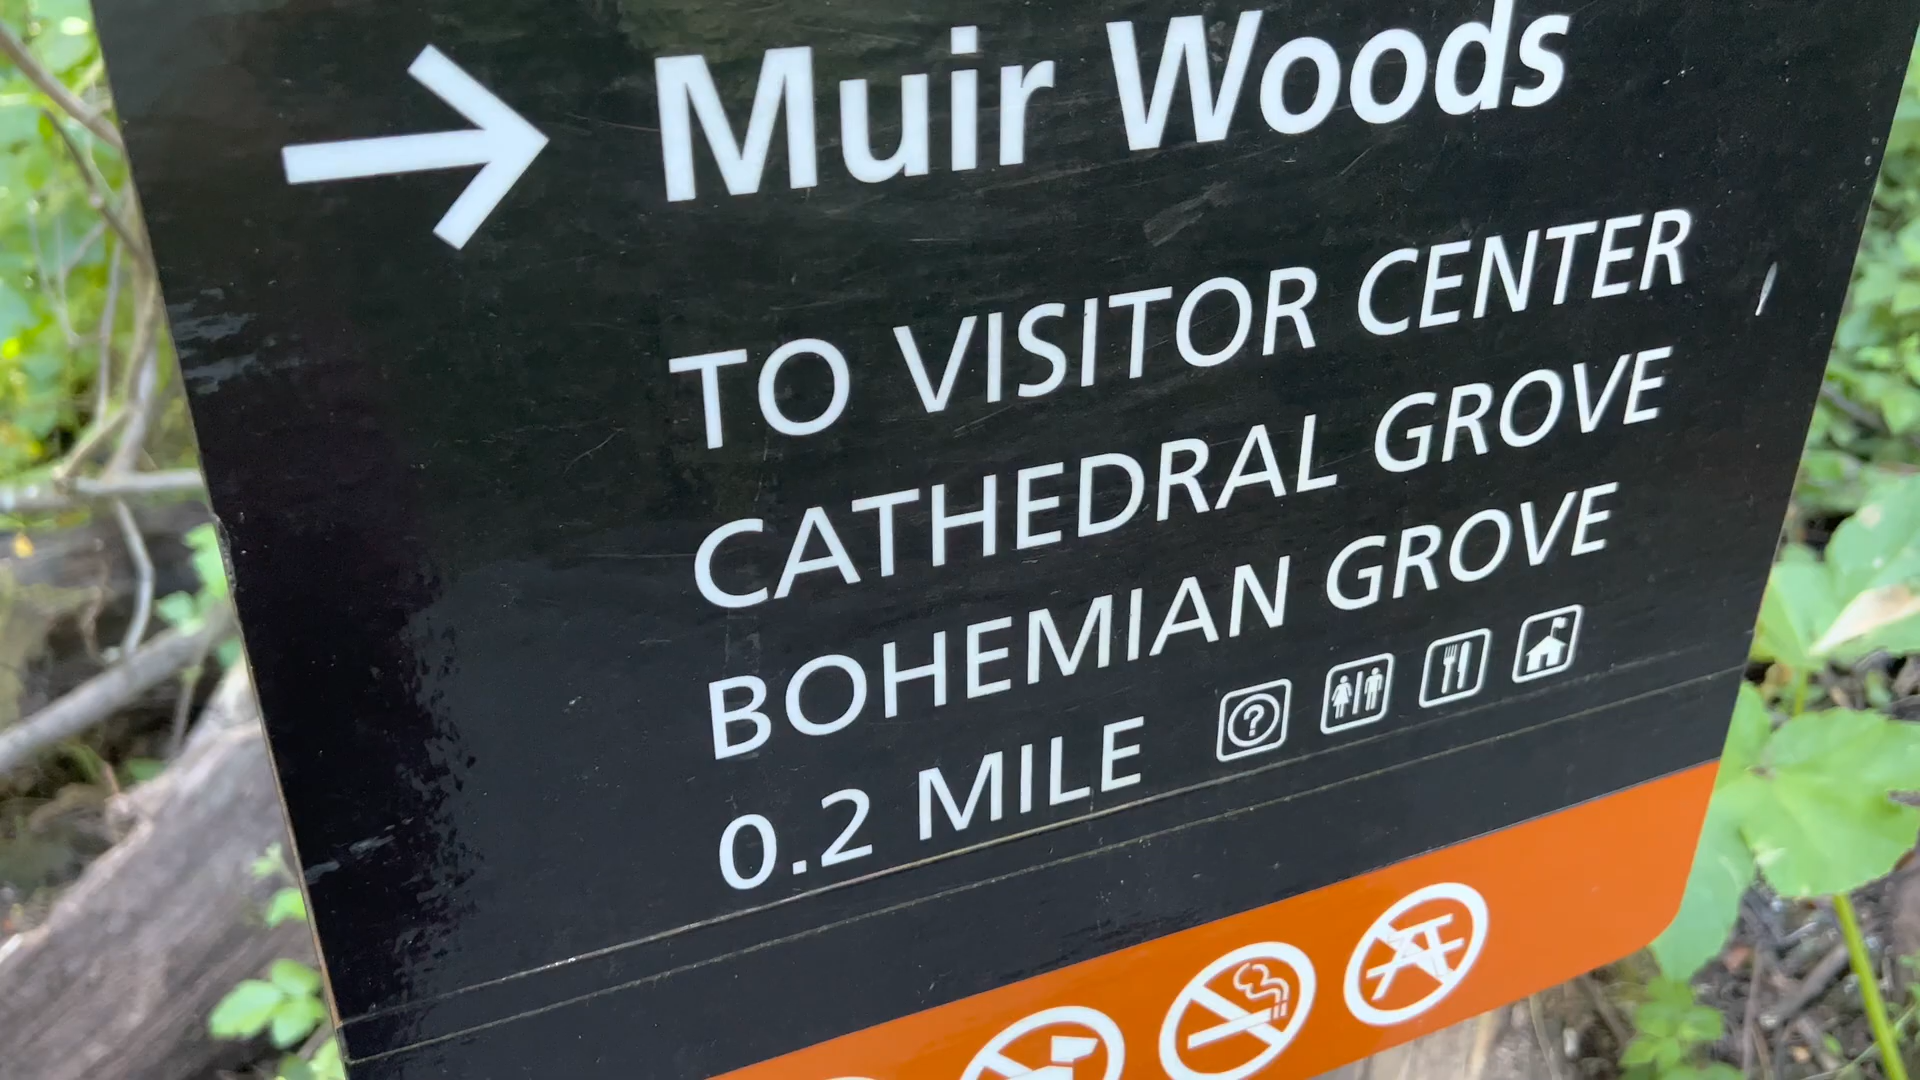 Muir Woods
TO VISITOR CENTER
CATHEDRAL GROVE
BOHEMIAN GROVE
0.2 MILE